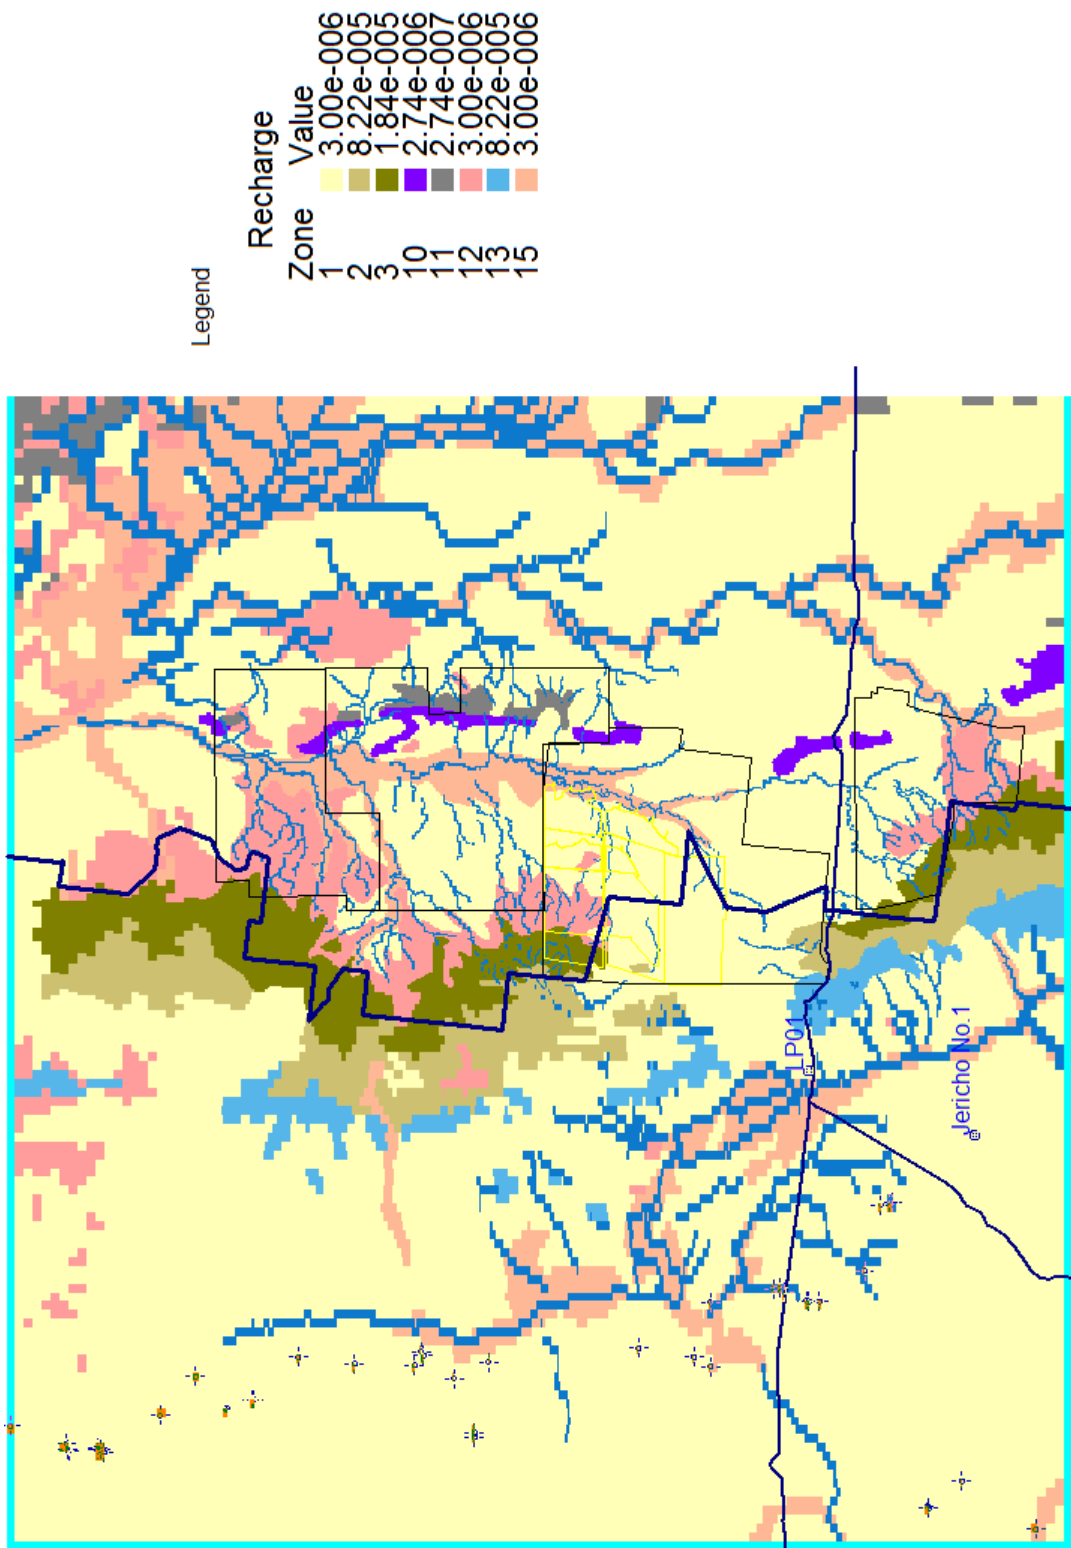 Legend
Recharge
Zone Value
1 3.00e-006
2 8.22e-005
3 1.84e-005
10 2.74e-006
11 2.74e-007
12 3.00e-006
13 8.22e-005
15 3.00e-006
LP01
Jericho No.1